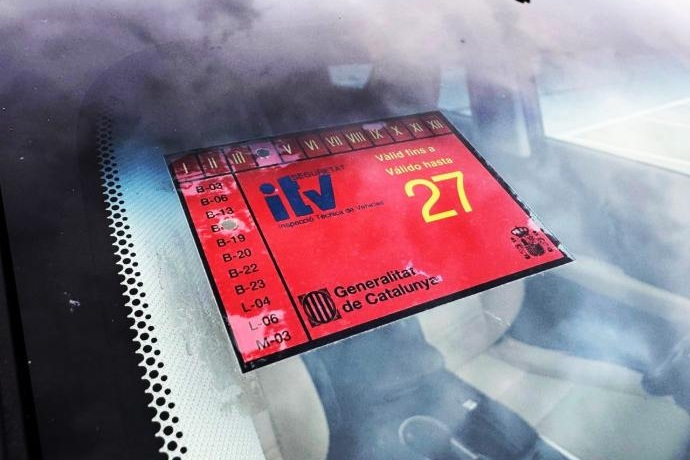 I II III V VI VII VIII IX X XI XII
SEGURETAT
itv
Inspecció Tècnica de Vehicles
Vàlid fins a
Válido hasta
27
B-03
B-06
B-13
B-19
B-20
B-22
B-23
L-04
L-06
M-03
Generalitat
de Catalunya